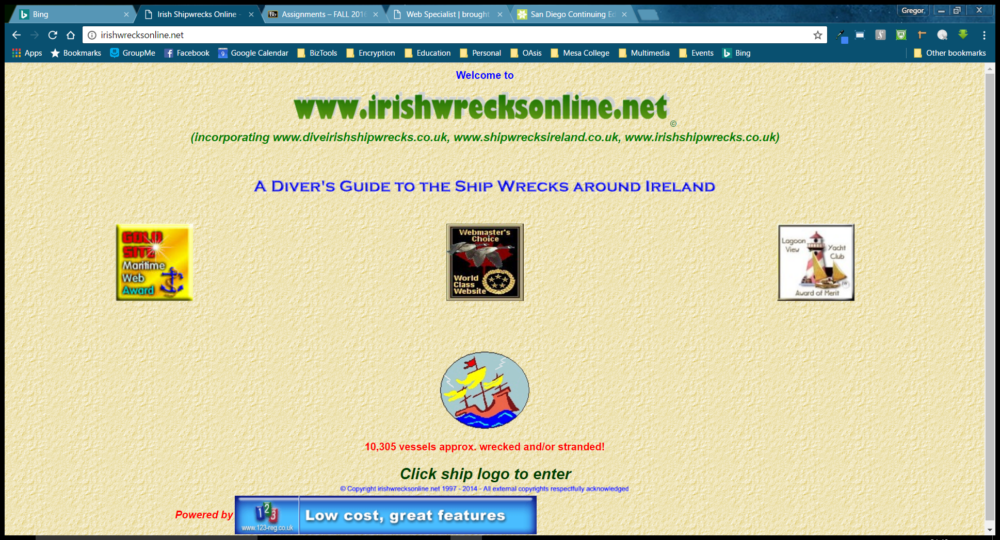 Bing
Irish Shipwrecks Online -
Assignments – FALL 2016
Web Specialist | brought
San Diego Continuing Ed
Gregor
irishwrecksonline.net
Apps Bookmarks GroupMe Facebook 9 Google Calendar BizTools Encryption Education Personal OAsis Mesa College Multimedia Events Bing Other bookmarks
Welcome to
www.irishwrecksonline.net ©
(incorporating www.diveirishshipwrecks.co.uk, www.shipwrecksireland.co.uk, www.irishshipwrecks.co.uk)
A Diver's Guide to the Ship Wrecks around Ireland
GOLD
SITE
Maritime
Web
Award
Webmaster's
Choice
World
Class
Website
Lagoon
View
Yacht
Club
Award of Merit
10,305 vessels approx. wrecked and/or stranded!
Click ship logo to enter
© Copyright irishwrecksonline.net 1997 - 2014 - All external copyrights respectfully acknowledged
Powered by
123
www.123-reg.co.uk
Low cost, great features